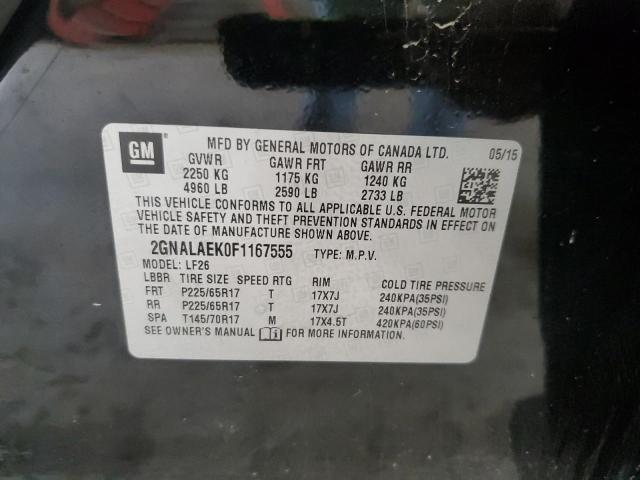 GM
MFD BY GENERAL MOTORS OF CANADA LTD. 05/15
GVWR GAWR FRT GAWR RR
2250 KG 1175 KG 1240 KG
4960 LB 2590 LB 2733 LB
THIS VEHICLE CONFORMS TO ALL APPLICABLE U.S. FEDERAL MOTOR
VEHICLE SAFETY AND THEFT PREVENTION STANDARDS IN EFFECT ON
THE DATE OF MANUFACTURE SHOWN ABOVE.
2GNALAEK0F1167555 TYPE: M.P.V.
MODEL: LF26
LBBR TIRE SIZE SPEED RTG RIM COLD TIRE PRESSURE
FRT P225/65R17 T 17X7J 240KPA(35PSI)
RR P225/65R17 T 17X7J 240KPA(35PSI)
SPA T145/70R17 M 17X4.5T 420KPA(60PSI)
SEE OWNER'S MANUAL FOR MORE INFORMATION.